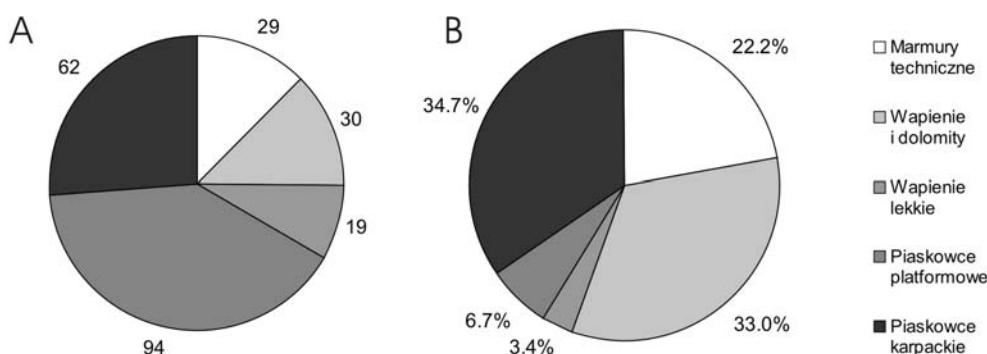 A
29
62
30
19
94
B
22.2%
34.7%
6.7%
3.4%
33.0%
Marmury
techniczne
Wapienie
i dolomity
Wapienie
lekkie
Piaskowce
platformowe
Piaskowce
karpackie